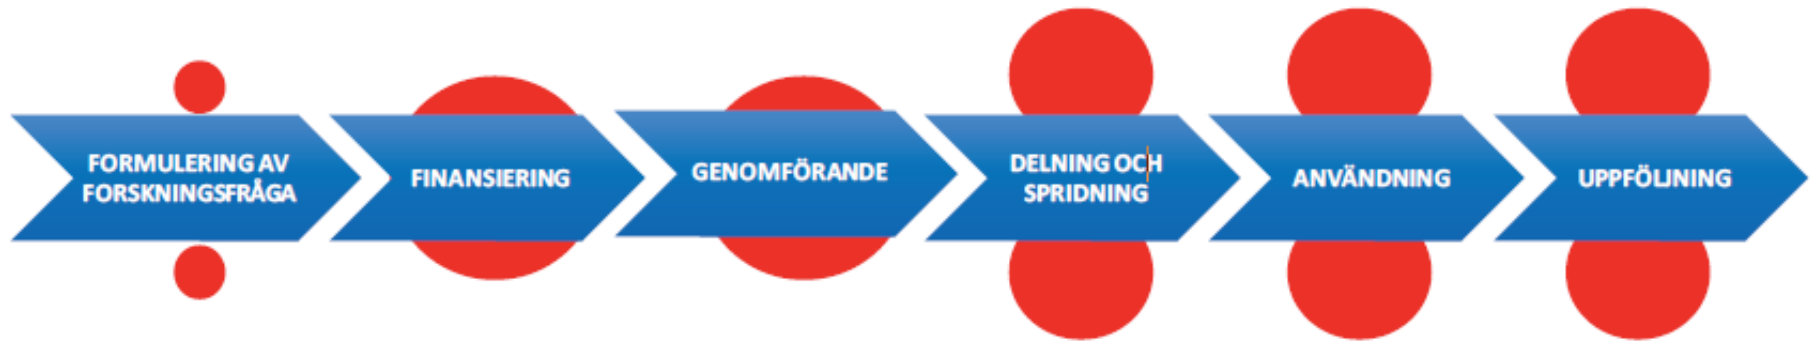 FORMULERING AV
FORSKNINGSFRÅGA
FINANSIERING
GENOMFÖRANDE
DELNING OCH
SPRIDNING
ANVÄNDNING
UPPFÖLJNING